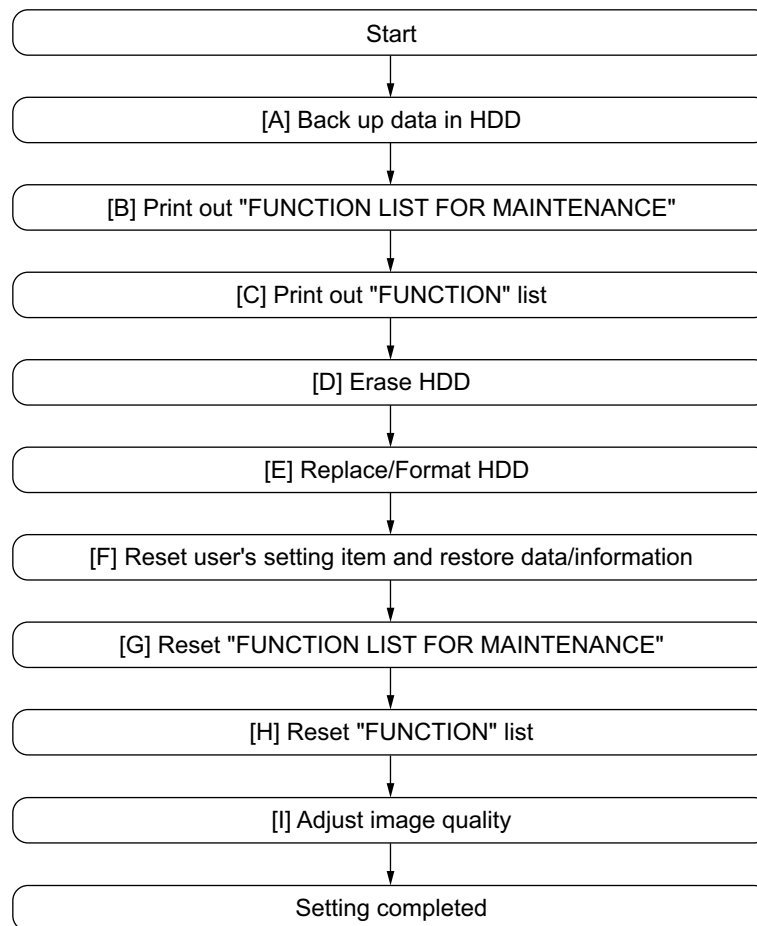 Start
[A] Back up data in HDD
[B] Print out "FUNCTION LIST FOR MAINTENANCE"
[C] Print out "FUNCTION" list
[D] Erase HDD
[E] Replace/Format HDD
[F] Reset user's setting item and restore data/information
[G] Reset "FUNCTION LIST FOR MAINTENANCE"
[H] Reset "FUNCTION" list
[I] Adjust image quality
Setting completed